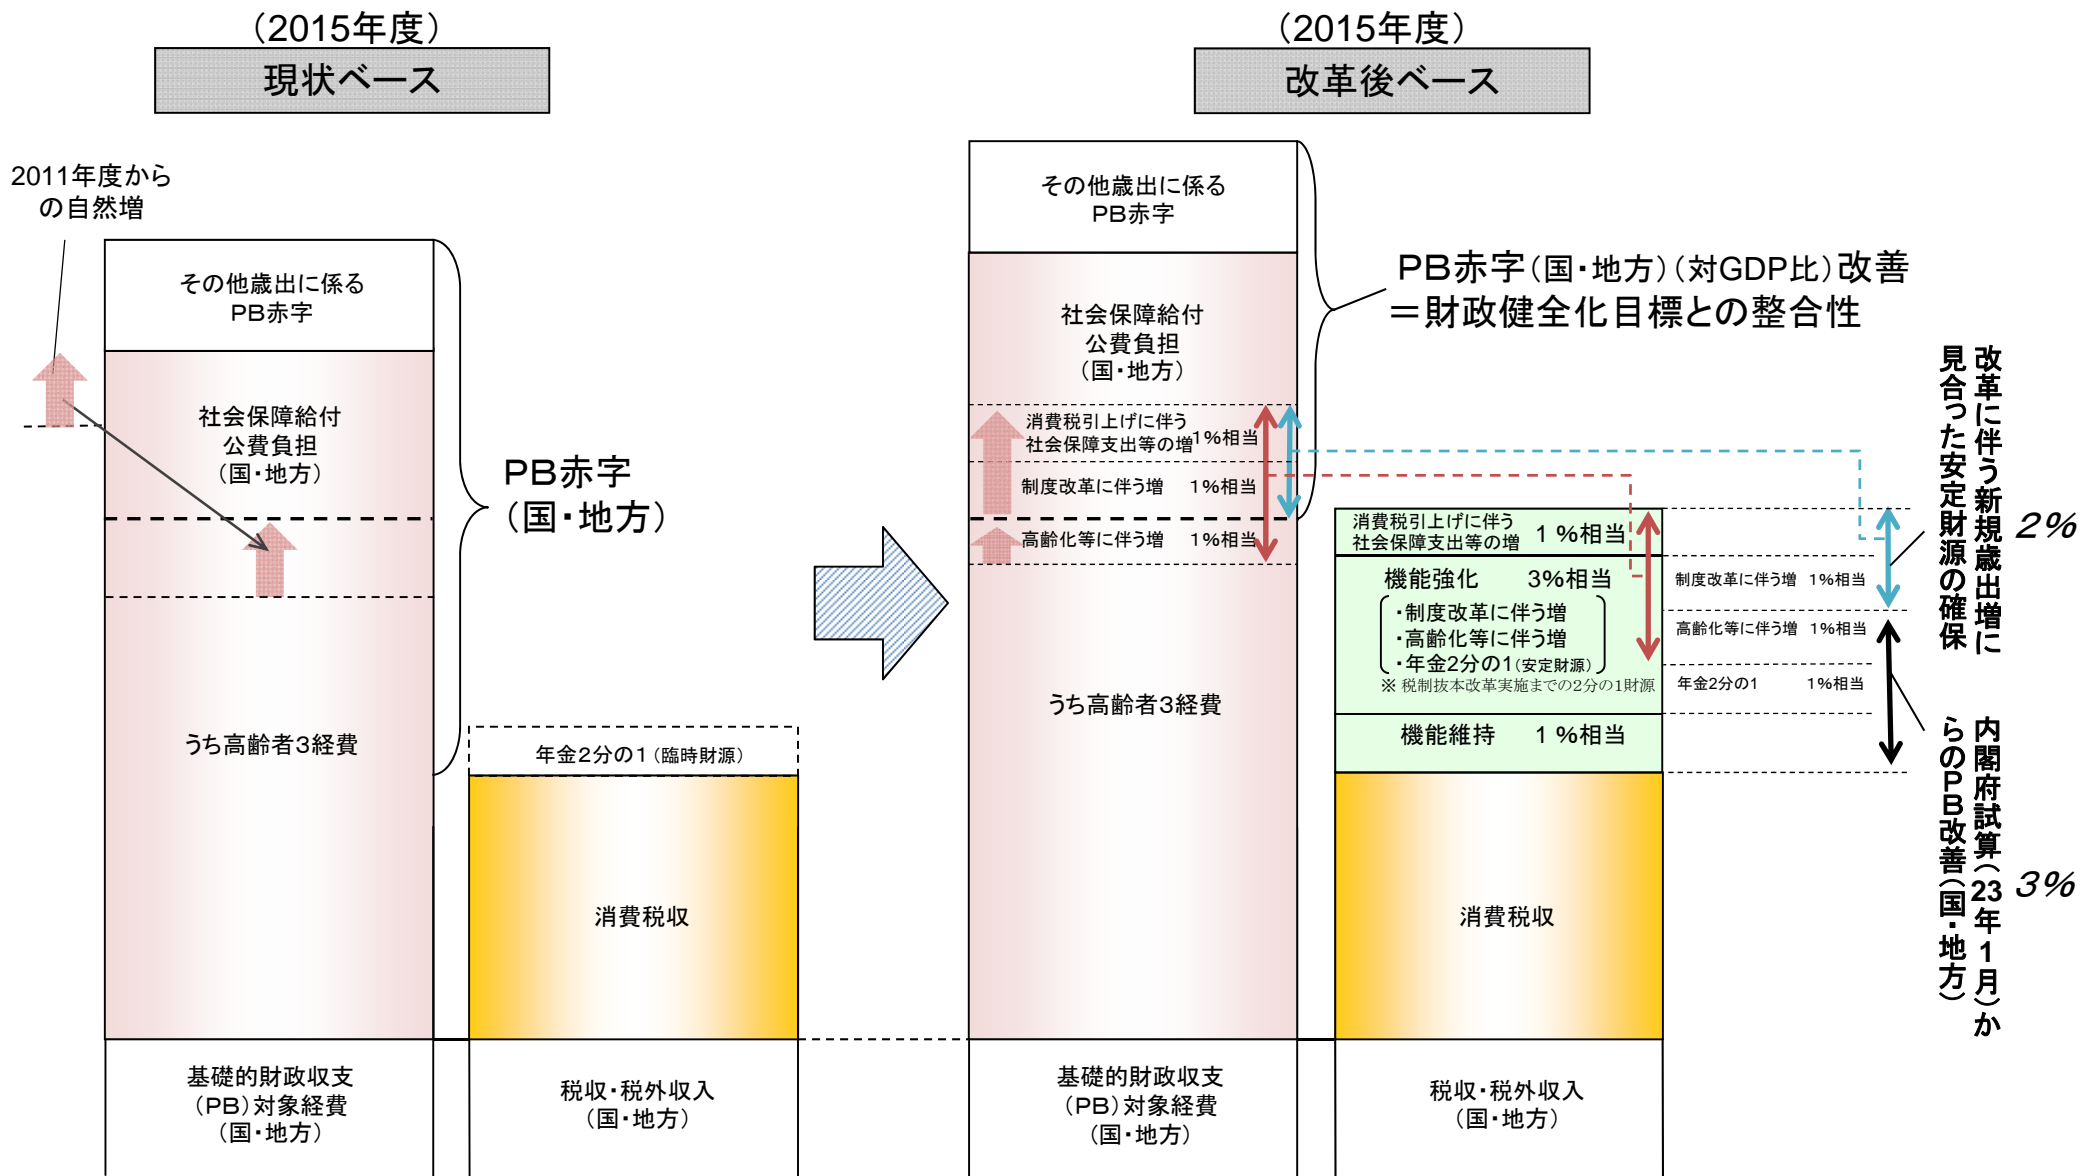 (2015年度)
現状ベース
2011年度から
の自然増
その他歳出に係る
PB赤字
社会保障給付
公費負担
(国・地方)
うち高齢者3経費
PB赤字
(国・地方)
年金2分の1(臨時財源)
消費税収
基礎的財政収支
(PB)対象経費
(国・地方)
税収・税外収入
(国・地方)
(2015年度)
改革後ベース
その他歳出に係る
PB赤字
社会保障給付
公費負担
(国・地方)
消費税引上げに伴う
社会保障支出等の増 1%相当
制度改革に伴う増 1%相当
高齢化等に伴う増 1%相当
うち高齢者3経費
PB赤字(国・地方)(対GDP比)改善
=財政健全化目標との整合性
消費税引上げに伴う
社会保障支出等の増 1%相当
機能強化 3%相当
・制度改革に伴う増
・高齢化等に伴う増
・年金2分の1(安定財源)
※ 税制抜本改革実施までの2分の1財源
機能維持 1%相当
消費税収
制度改革に伴う増 1%相当
高齢化等に伴う増 1%相当
年金2分の1 1%相当
改革に伴う新規歳出増に
見合った安定財源の確保
2%
内閣府試算(23年1月)か
らのPB改善(国・地方)
3%
基礎的財政収支
(PB)対象経費
(国・地方)
税収・税外収入
(国・地方)